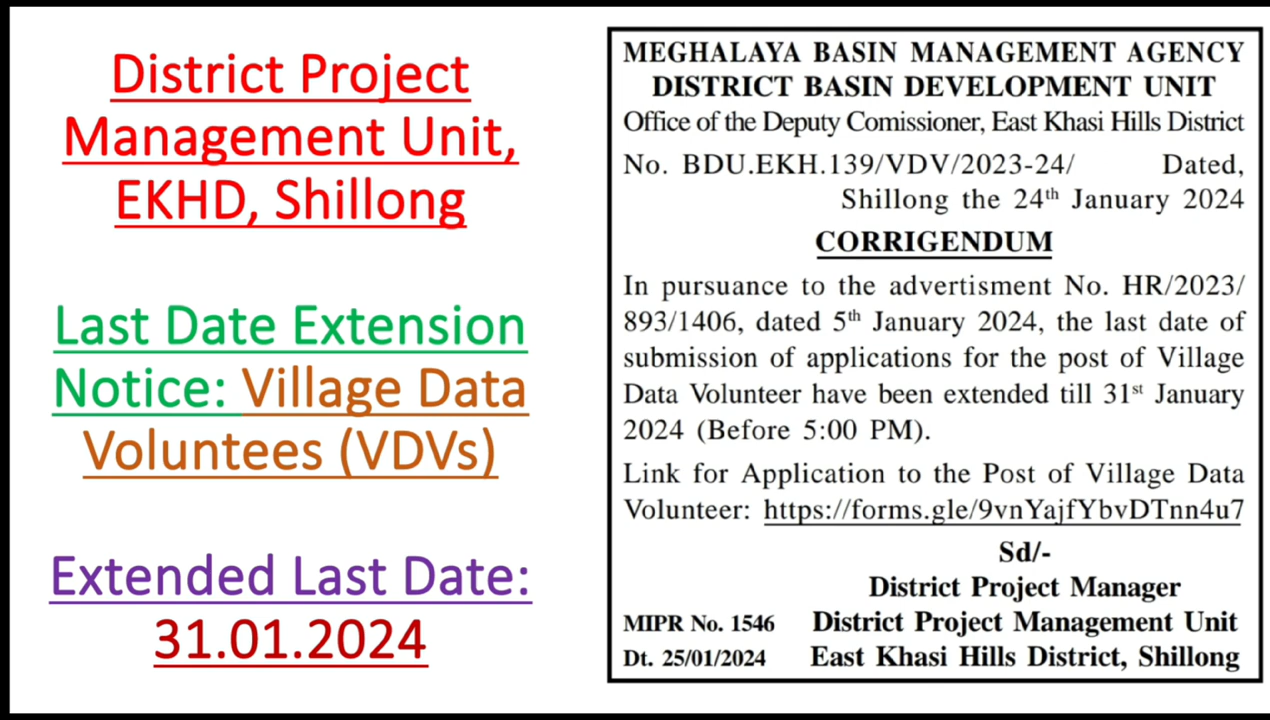 District Project
Management Unit,
EKHD, Shillong
Last Date Extension
Notice: Village Data
Voluntees (VDVs)
Extended Last Date:
31.01.2024
MEGHALAYA BASIN MANAGEMENT AGENCY
DISTRICT BASIN DEVELOPMENT UNIT
Office of the Deputy Comissioner, East Khasi Hills District
No. BDU.EKH.139/VDV/2023-24/ Dated,
Shillong the 24th January 2024
CORRIGENDUM
In pursuance to the advertisment No. HR/2023/
893/1406, dated 5th January 2024, the last date of
submission of applications for the post of Village
Data Volunteer have been extended till 31st January
2024 (Before 5:00 PM).
Link for Application to the Post of Village Data
Volunteer: https://forms.gle/9vnYajfYbvDTnn4u7
Sd/-
District Project Manager
MIPR No. 1546 District Project Management Unit
Dt. 25/01/2024 East Khasi Hills District, Shillong